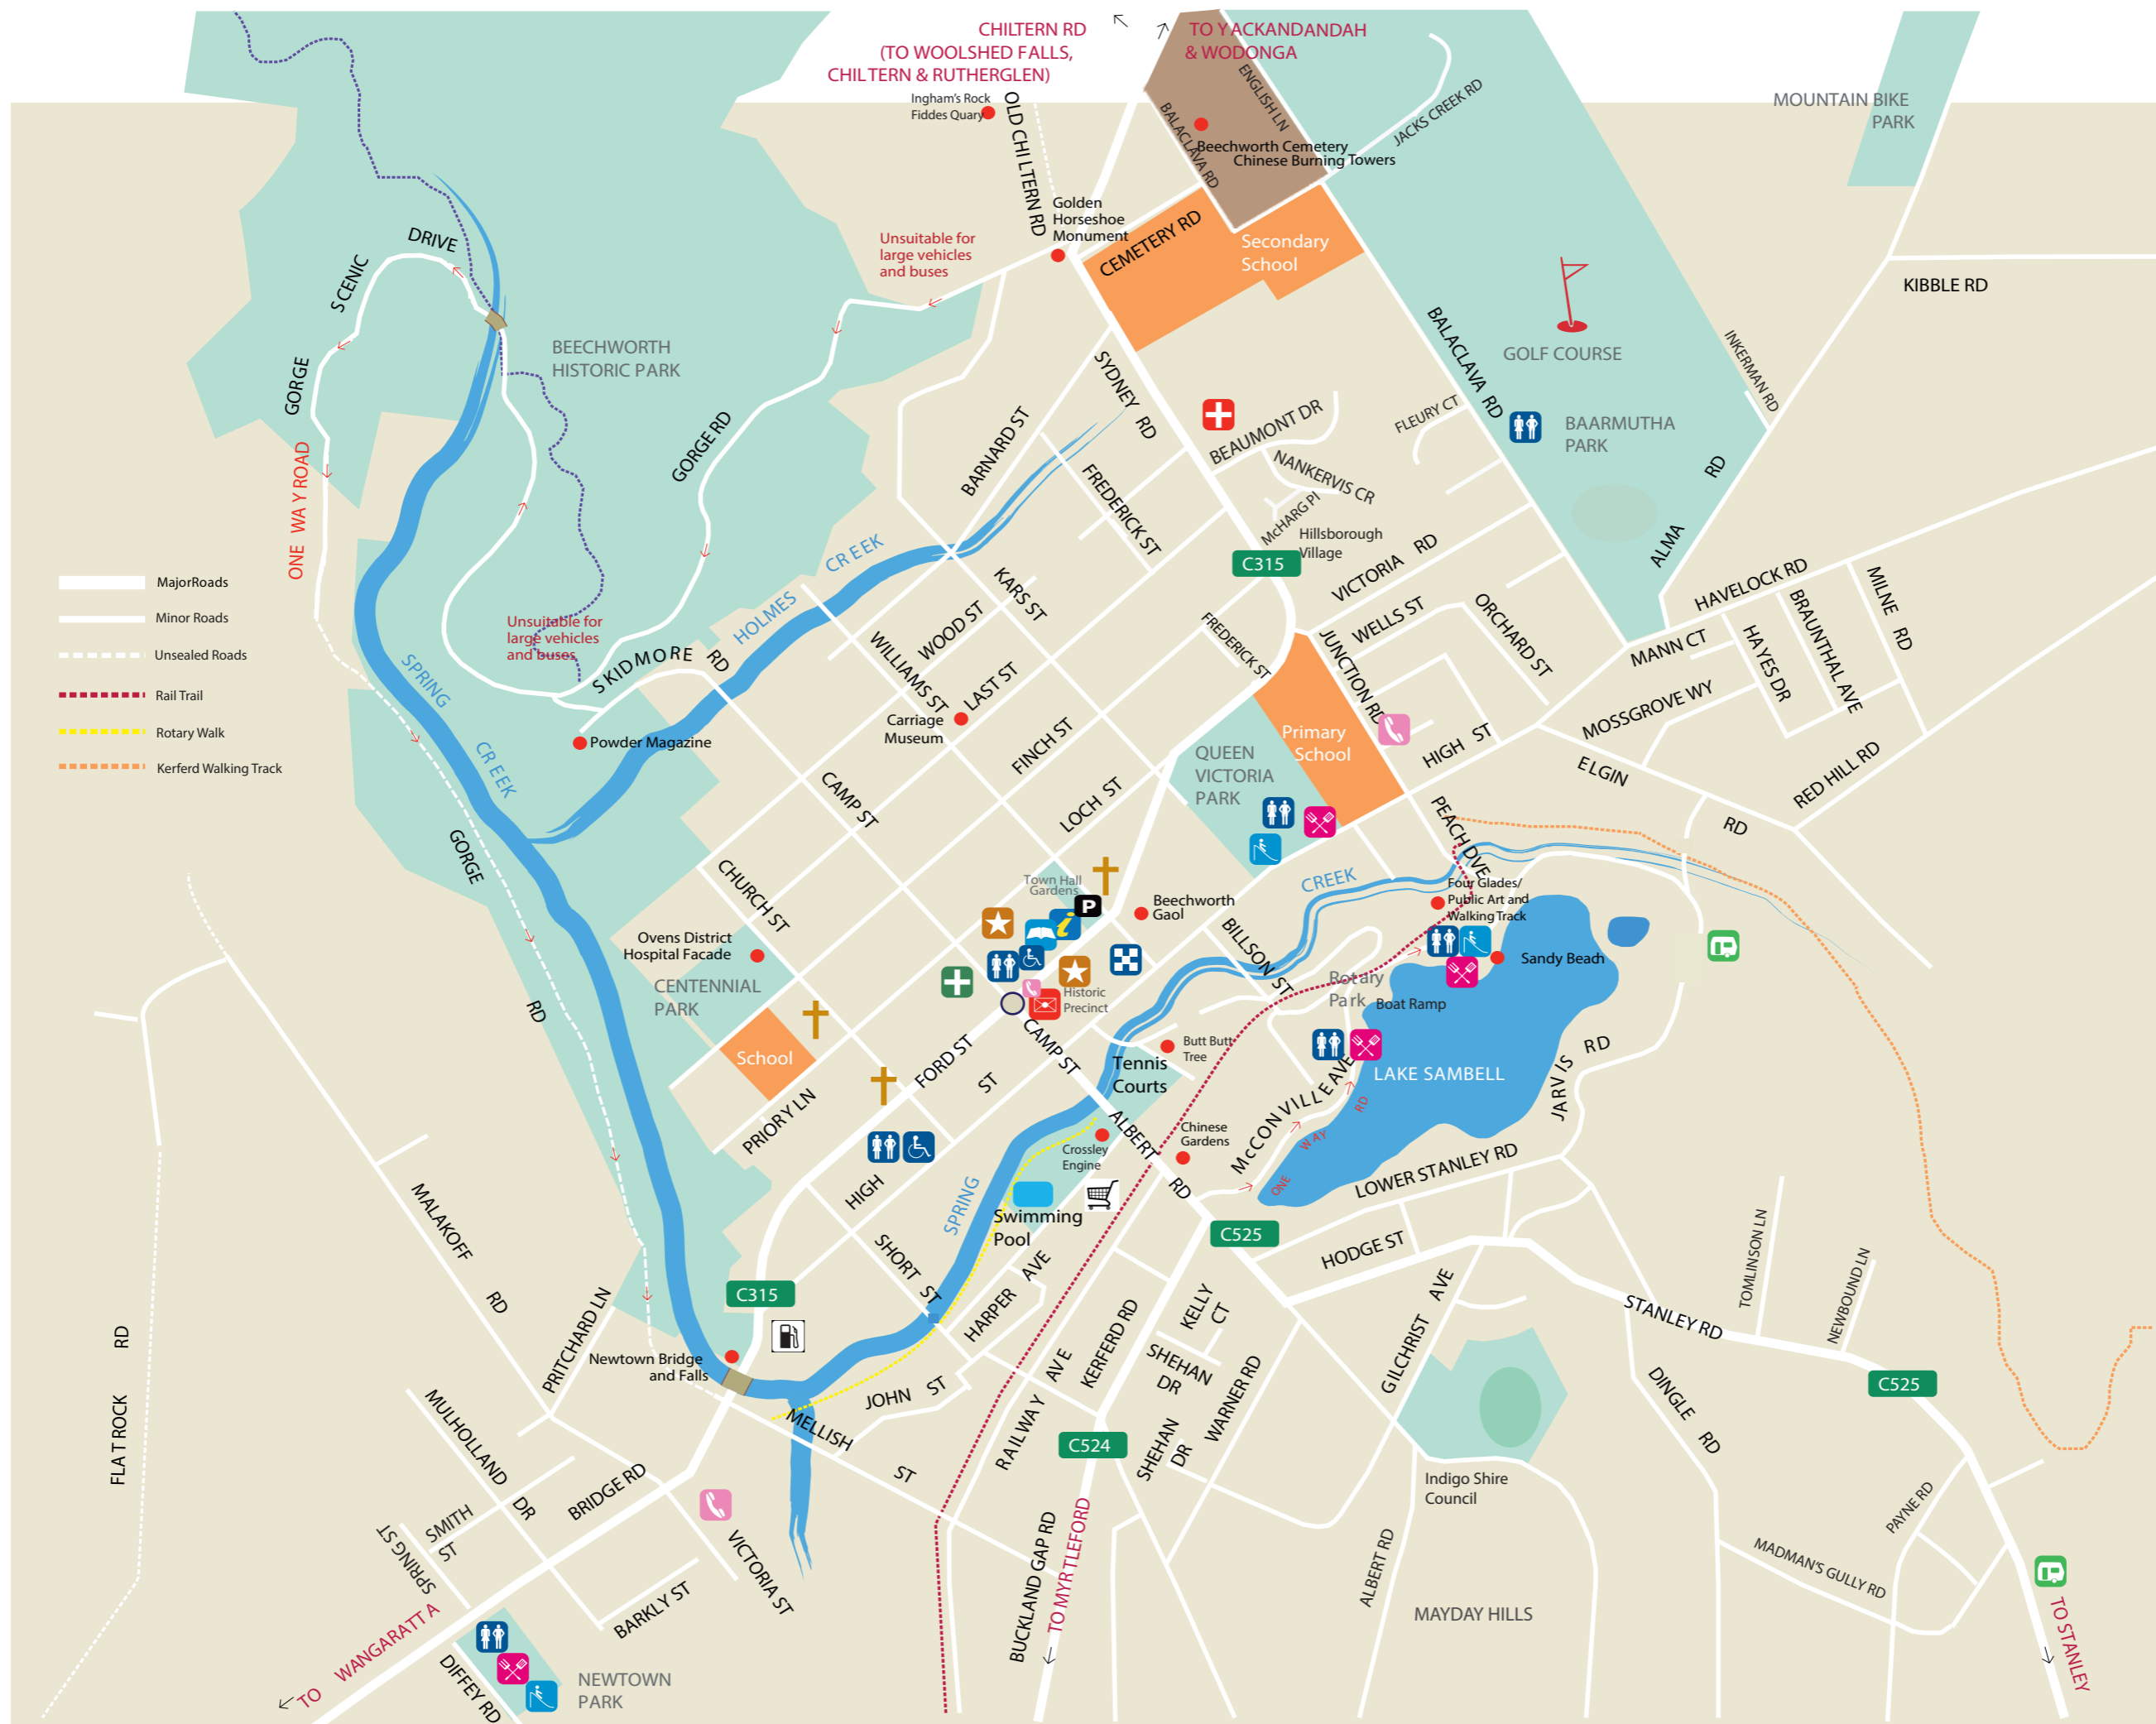 CHILTERN RD
(TO WOOLSHED FALLS,
CHILTERN & RUTHERGLEN)
TO YACKANDANDAH
& WODONGA
Ingham's Rock
Fiddes Quary
OLD CHILTERN RD
ENGLISH LN
BALACLAVA RD
Beechworth Cemetery
Chinese Burning Towers
JACKS CREEK RD
MOUNTAIN BIKE
PARK
Golden
Horseshoe
Monument
CEMETERY RD
Secondary
School
Unsuitable for
large vehicles
and buses
KIBBLE RD
SCENIC
DRIVE
GORGE
ONE WAY ROAD
BEECHWORTH
HISTORIC PARK
GORGE RD
BARNARD ST
SYDNEY RD
BALACLAVA RD
GOLF COURSE
INKERMAN RD
BEAUMONT DR
FLEURY CT
BAARMUTHA
PARK
NANKERVIS CR
McHARG Pl
Hillsborough
Village
FREDERICK ST
C315
VICTORIA RD
ALMA
RD
HAVELOCK RD
MILNE RD
BRAUNTHAL AVE
HAYES DR
MANN CT
MOSSGROVE WY
Major Roads
Minor Roads
Unsealed Roads
Rail Trail
Rotary Walk
Kerferd Walking Track
HOLMES
CREEK
KARS ST
WOOD ST
WILLIAMS ST
LAST ST
FREDERICK ST
WELLS ST
ORCHARD ST
JUNCTION RD
Unsuitable for
large vehicles
and buses
SKIDMORE RD
SPRING
CREEK
Powder Magazine
Carriage
Museum
FINCH ST
LOCH ST
CAMP ST
QUEEN
VICTORIA
PARK
Primary
School
HIGH ST
ELGIN
RD
RED HILL RD
PEACH DVE
GORGE
RD
CHURCH ST
Town Hall
Gardens
P
i
Beechworth
Gaol
CREEK
Four Glades/
Public Art and
Walking Track
Ovens District
Hospital Facade
CENTENNIAL
PARK
BILLSON ST
Sandy Beach
Historic
Precinct
Rotary
Park
Boat Ramp
School
FORD ST
CAMP ST
Butt Butt
Tree
Tennis
Courts
LAKE SAMBELL
JARVIS RD
PRIORY LN
ST
HIGH
ALBERT
RD
Chinese
Gardens
McCONVILLE AVE
ONE
WAY
RD
LOWER STANLEY RD
Crossley
Engine
SPRING
Swimming
Pool
C525
HODGE ST
MALAKOFF
RD
SHORT ST
HARPER AVE
C315
PRITCHARD LN
Newtown Bridge
and Falls
KELLY
CT
KERFERD RD
GILCHRIST AVE
TOMLINSON LN
NEWBOUND LN
STANLEY RD
C525
SHEHAN
DR
WARNER RD
RAILWAY AVE
JOHN ST
MELLISH
ST
FLAT ROCK RD
MULHOLLAND
DR
BRIDGE RD
C524
SHEHAN
DR
DINGLE
RD
Indigo Shire
Council
SMITH
ST
SPRING ST
VICTORIA ST
BARKLY ST
BUCKLAND GAP RD
TO MYRTLEFORD
ALBERT RD
MAYDAY HILLS
PAYNE RD
MADMAN'S GULLY RD
TO STANLEY
TO WANGARATTA
DIFFEY RD
NEWTOWN
PARK